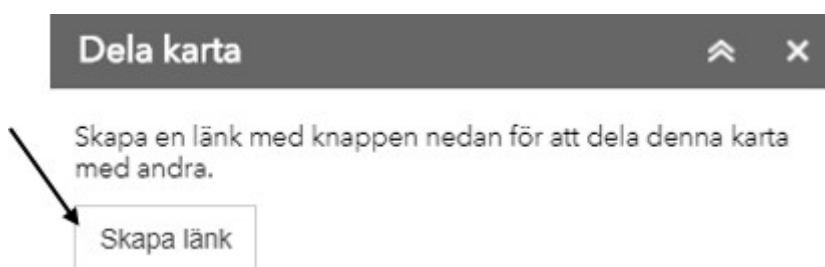 Dela karta
Skapa en länk med knappen nedan för att dela denna karta
med andra.
Skapa länk